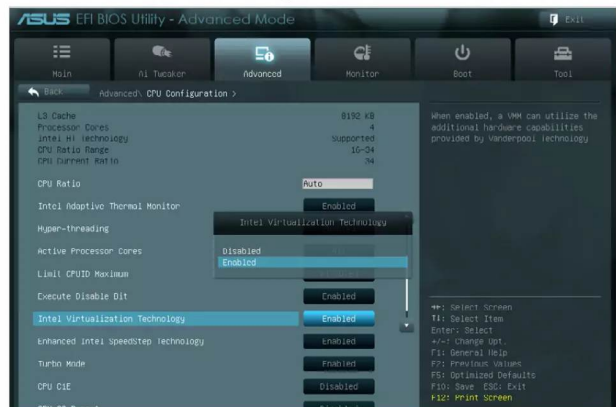 ASUS EFI BIOS Utility - Advanced Mode
Exit
Main
Ai Tweaker
Advanced
Monitor
Boot
Tool
Back
Advanced\ CPU Configuration >
L3 Cache 8192 KB
Processor Cores 4
Intel HT Technology Supported
CPU Ratio Range 16-34
CPU Current Ratio 34
CPU Ratio Auto
Intel Adaptive Thermal Monitor Enabled
Hyper-threading
Active Processor Cores
Limit CPUID Maximum
Execute Disable Bit Enabled
Intel Virtualization Technology Enabled
Enhanced Intel SpeedStep Technology Enabled
Turbo Mode Enabled
CPU C1E Disabled
Intel Virtualization Technology
Disabled
Enabled
When enabled, a VMM can utilize the
additional hardware capabilities
provided by Vanderpool Technology
→←: Select Screen
↑↓: Select Item
Enter: Select
+/-: Change Opt.
F1: General Help
F2: Previous Values
F5: Optimized Defaults
F10: Save ESC: Exit
F12: Print Screen